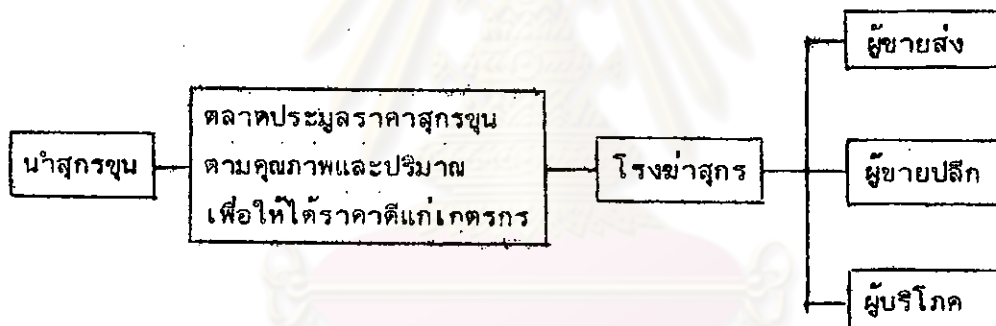 นำสุกรขุน
ตลาดประมูลราคาสุกรขุน
ตามคุณภาพและปริมาณ
เพื่อให้ได้ราคาดีแก่เกตรกร
โรงฆ่าสุกร
ผู้ขายส่ง
ผู้ขายปลีก
ผู้บริโภค